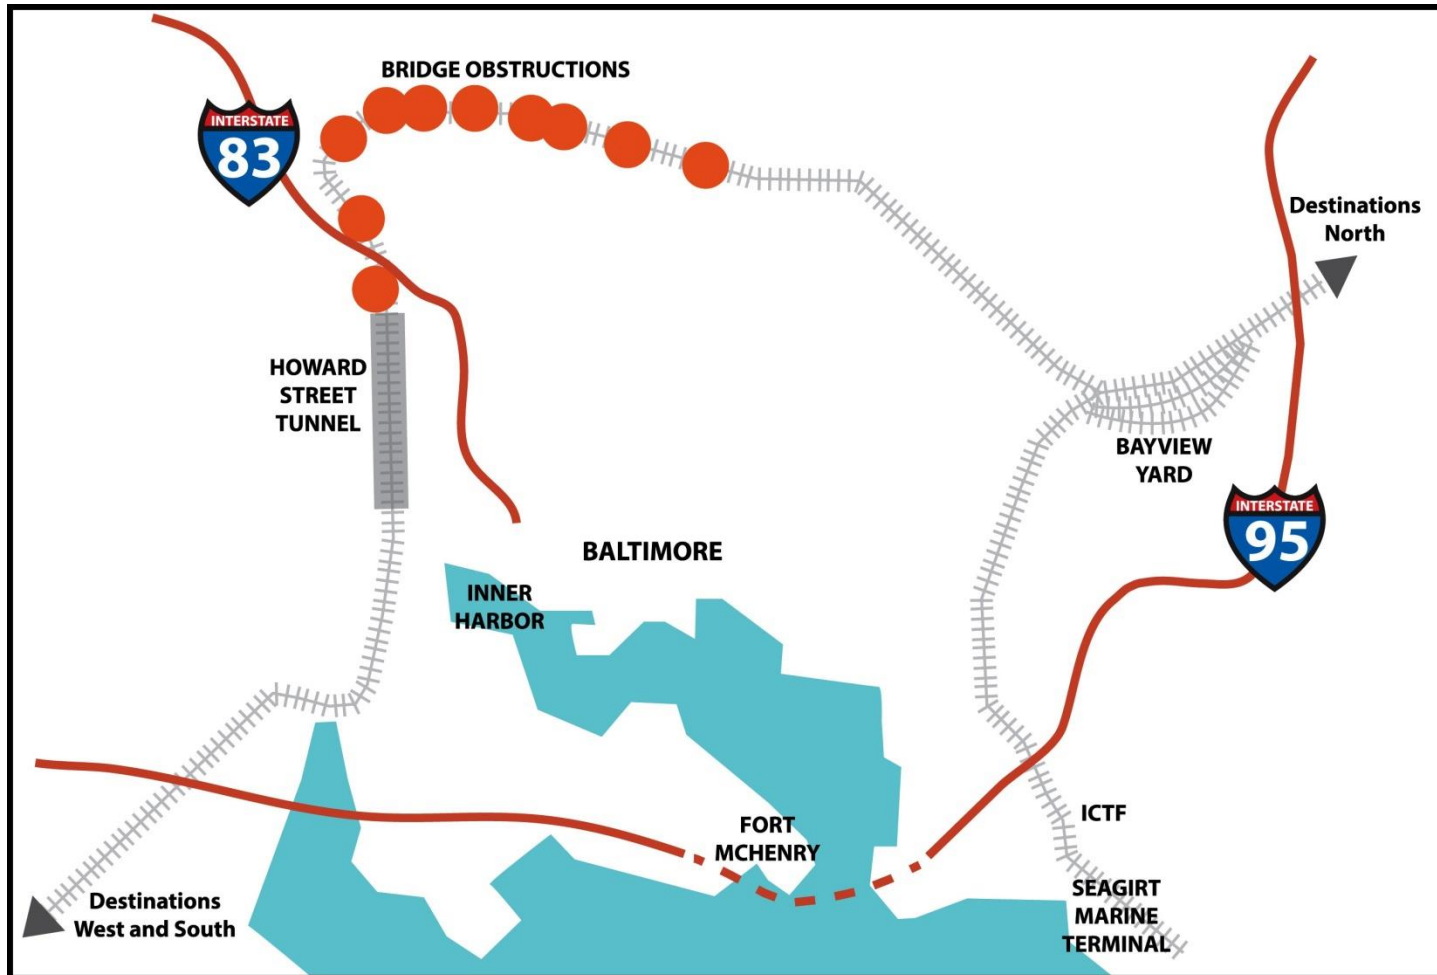 BRIDGE OBSTRUCTIONS
INTERSTATE
83
Destinations
North
HOWARD
STREET
TUNNEL
BAYVIEW
YARD
INTERSTATE
95
BALTIMORE
INNER
HARBOR
ICTF
FORT
MCHENRY
SEAGIRT
MARINE
TERMINAL
Destinations
West and South